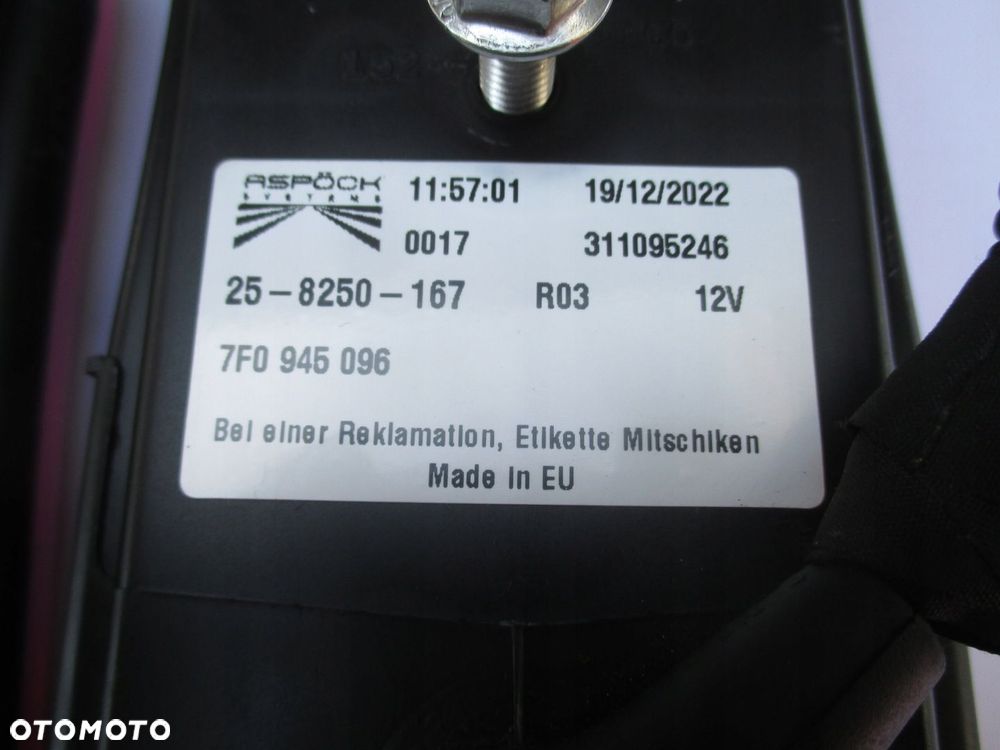 ASPÖCK 11:57:01 19/12/2022
SYSTEMS
0017 311095246
25-8250-167 R03 12V
7F0 945 096
Bei einer Reklamation, Etikette Mitschiken
Made in EU
OTOMOTO